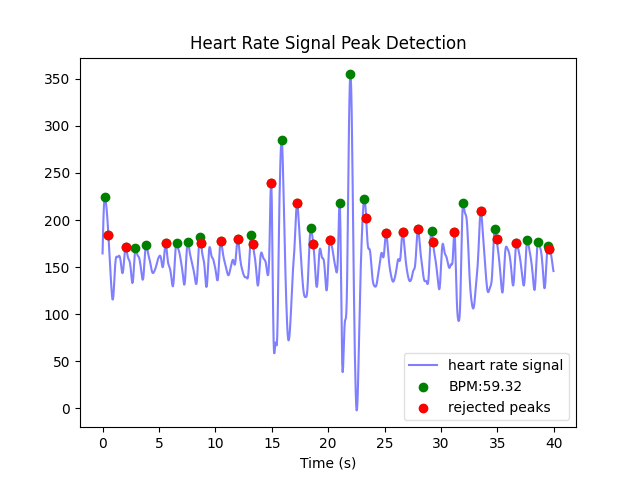 Heart Rate Signal Peak Detection
350
300
250
200
150
100
50
0
heart rate signal
BPM:59.32
rejected peaks
0 5 10 15 20 25 30 35 40
Time (s)